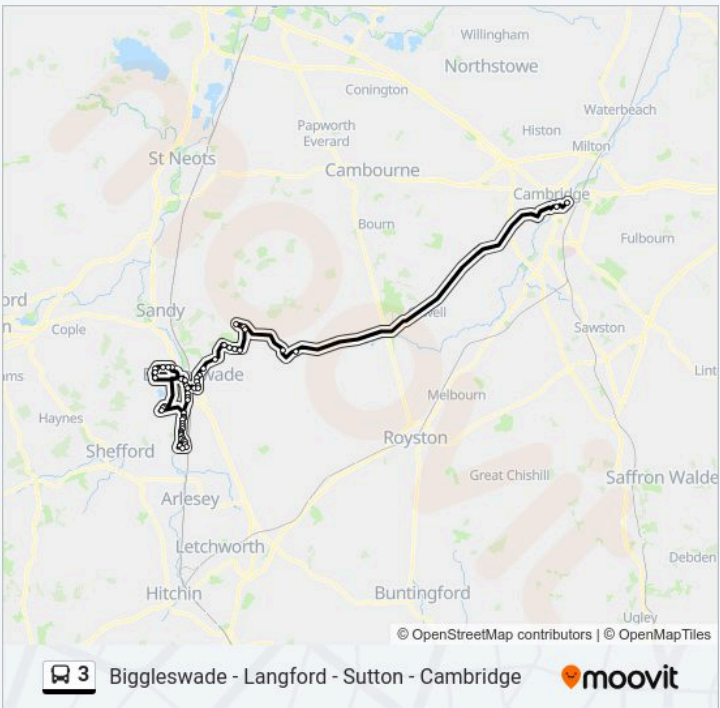 Willingham
Northstowe
Conington
Waterbeach
Papworth
Everard
Histon
Milton
St Neots
Cambourne
Cambridge
Bourn
Fulbourn
Sandy
Cople
Sawston
Haynes
Melbourn
Royston
Shefford
Great Chishill
Saffron Walde
Arlesey
Letchworth
Debden
Hitchin
Buntingford
Ugley
© OpenStreetMap contributors | © OpenMapTiles
3 Biggleswade - Langford - Sutton - Cambridge moovit